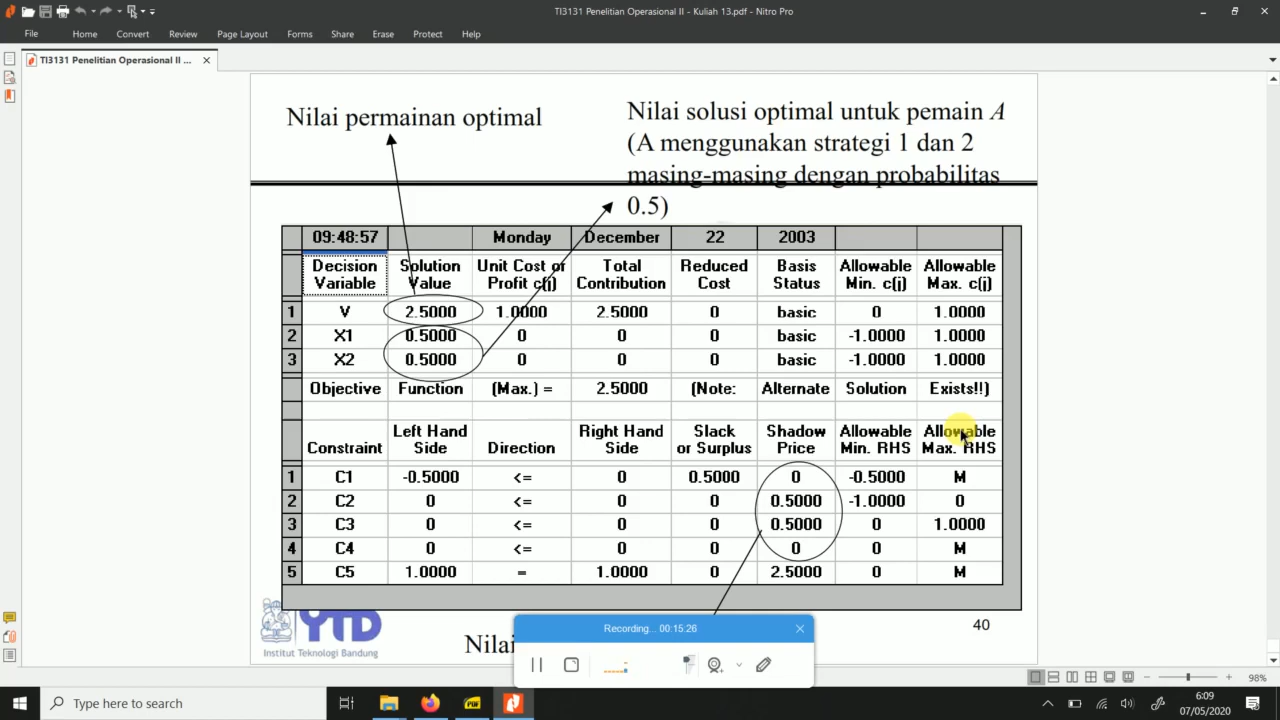 TI3131 Penelitian Operasional II - Kuliah 13.pdf - Nitro Pro
File Home Convert Review Page Layout Forms Share Erase Protect Help
TI3131 Penelitian Operasional II ...
Nilai permainan optimal
Nilai solusi optimal untuk pemain A
(A menggunakan strategi 1 dan 2
masing-masing dengan probabilitas
0.5)
09:48:57 Monday December 22 2003
Decision Solution Unit Cost or Total Reduced Basis Allowable Allowable
Variable Value Profit c(j) Contribution Cost Status Min. c(j) Max. c(j)
1 V 2.5000 1.0000 2.5000 0 basic 0 1.0000
2 X1 0.5000 0 0 0 basic -1.0000 1.0000
3 X2 0.5000 0 0 0 basic -1.0000 1.0000
Objective Function (Max.) = 2.5000 (Note: Alternate Solution Exists!!)
Left Hand Right Hand Slack Shadow Allowable Allowable
Constraint Side Direction Side or Surplus Price Min. RHS Max. RHS
1 C1 -0.5000 <= 0 0.5000 0 -0.5000 M
2 C2 0 <= 0 0 0.5000 -1.0000 0
3 C3 0 <= 0 0 0.5000 0 1.0000
4 C4 0 <= 0 0 0 0 M
5 C5 1.0000 = 1.0000 0 2.5000 0 M
Institut Teknologi Bandung
Nilai
40
Recording... 00:15:26
98%
Type here to search
6:09
07/05/2020